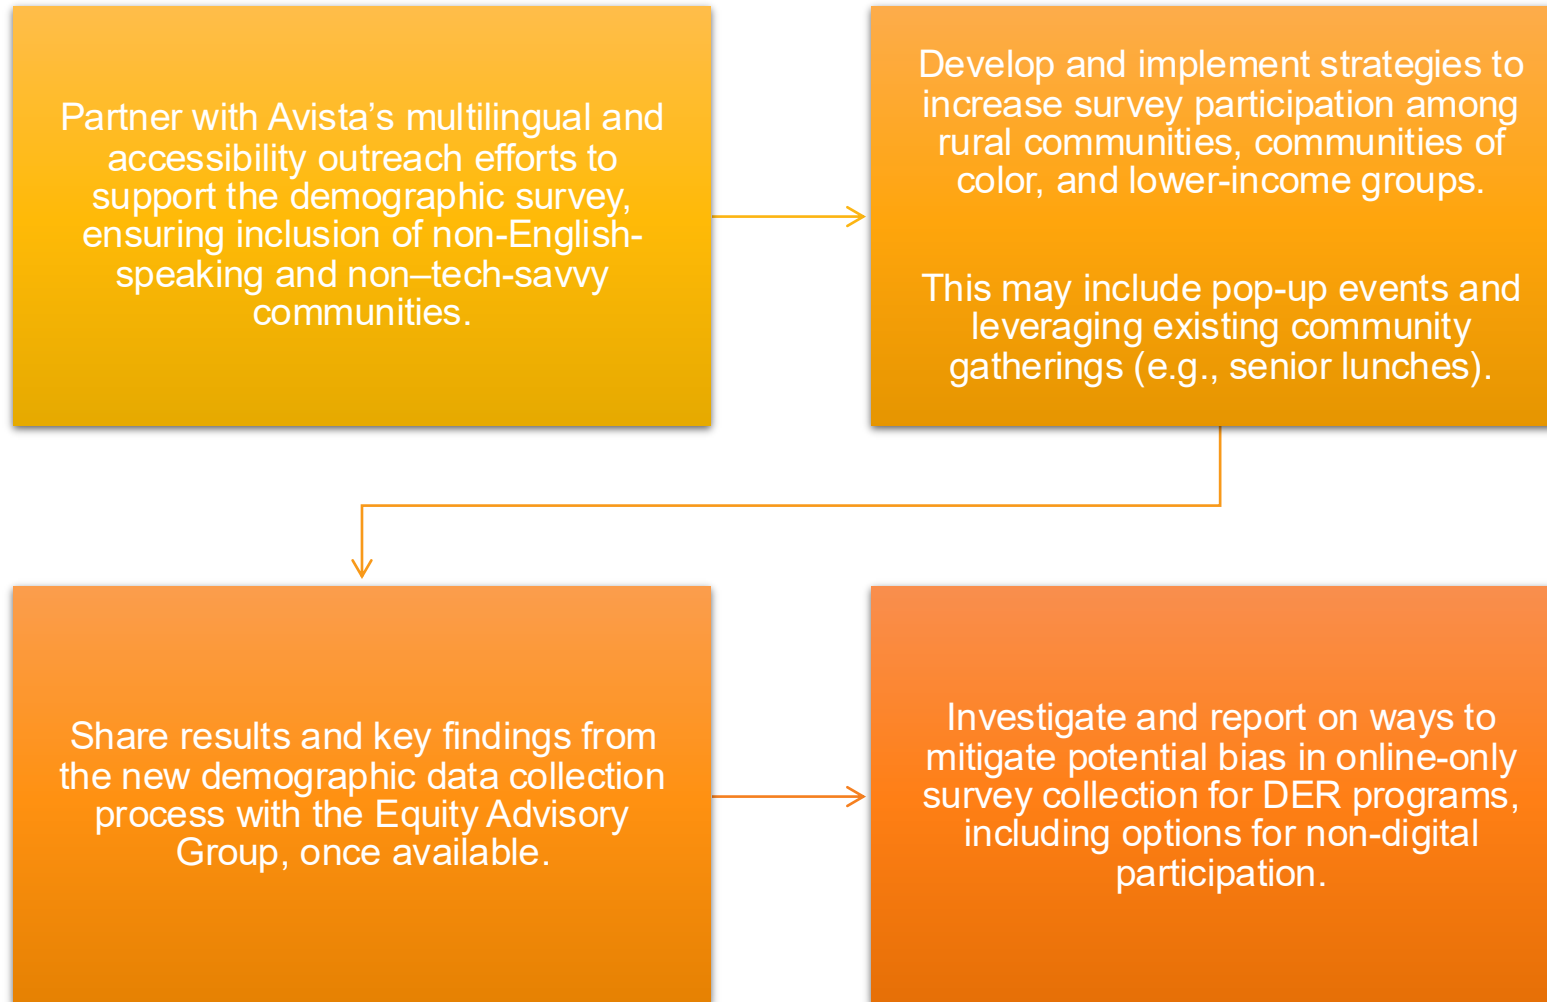 Partner with Avista’s multilingual and
accessibility outreach efforts to
support the demographic survey,
ensuring inclusion of non-English-
speaking and non–tech-savvy
communities.
Develop and implement strategies to
increase survey participation among
rural communities, communities of
color, and lower-income groups.
This may include pop-up events and
leveraging existing community
gatherings (e.g., senior lunches).
Share results and key findings from
the new demographic data collection
process with the Equity Advisory
Group, once available.
Investigate and report on ways to
mitigate potential bias in online-only
survey collection for DER programs,
including options for non-digital
participation.